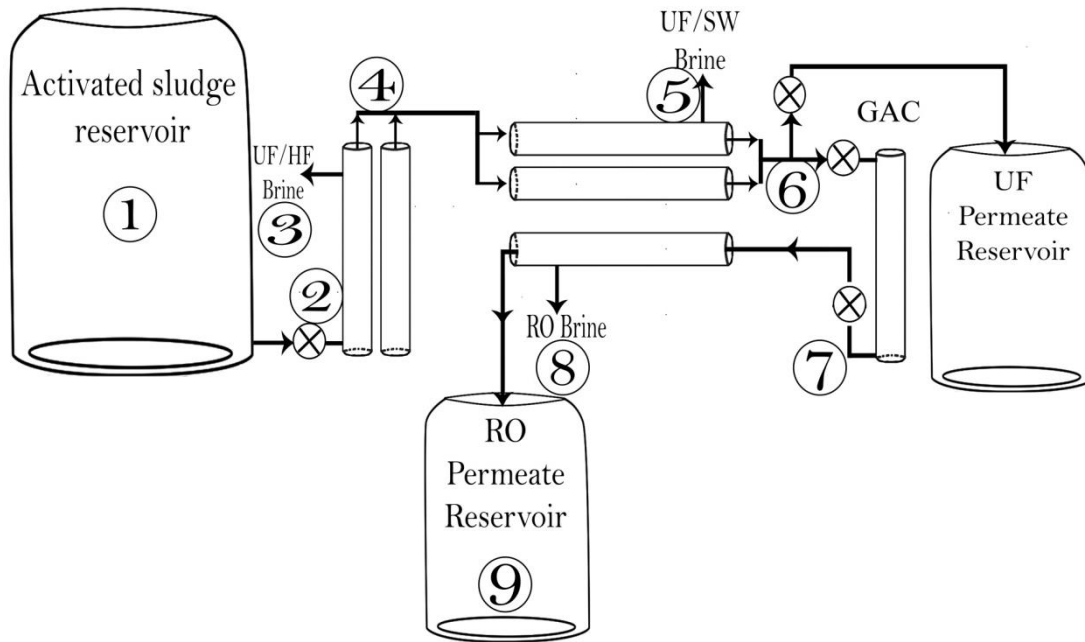 Activated sludge
reservoir
1
2
UF/HF
Brine
3
4
UF/SW
Brine
5
6
GAC
UF
Permeate
Reservoir
7
RO Brine
8
RO
Permeate
Reservoir
9